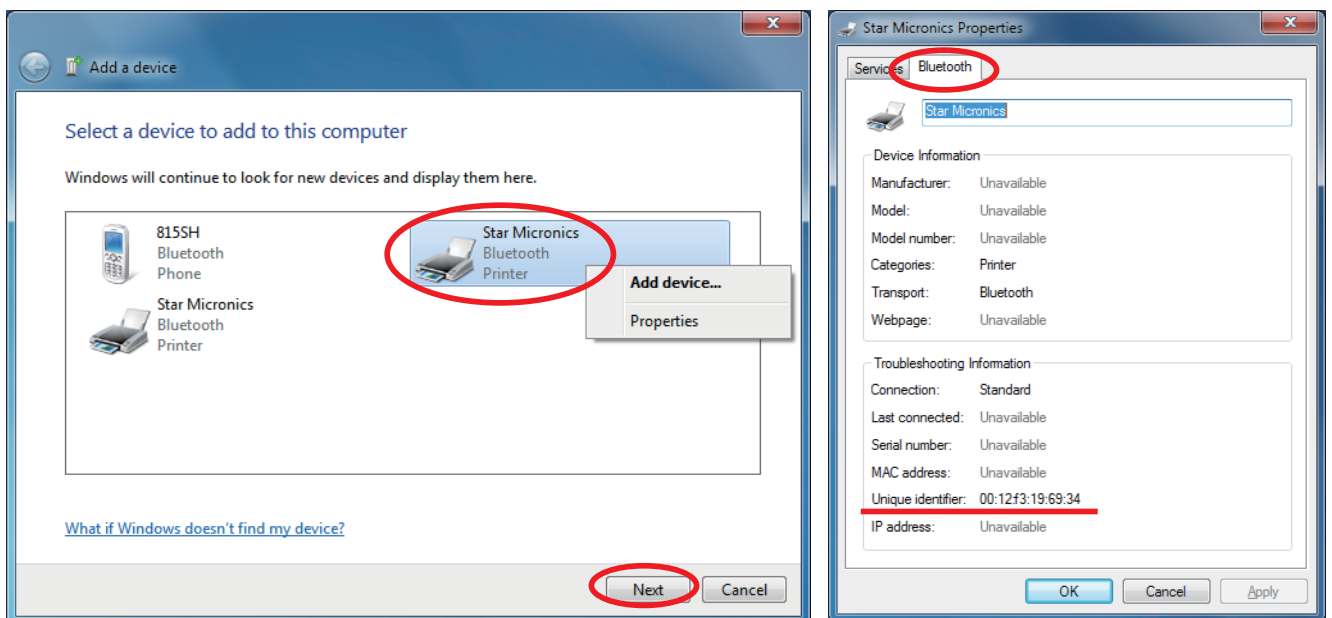 Add a device
Select a device to add to this computer
Windows will continue to look for new devices and display them here.
815SH
Bluetooth
Phone
Star Micronics
Bluetooth
Printer
Add device...
Properties
Star Micronics
Bluetooth
Printer
What if Windows doesn't find my device?
Next Cancel
Star Micronics Properties
Services Bluetooth
Star Micronics
Device Information
Manufacturer: Unavailable
Model: Unavailable
Model number: Unavailable
Categories: Printer
Transport: Bluetooth
Webpage: Unavailable
Troubleshooting Information
Connection: Standard
Last connected: Unavailable
Serial number: Unavailable
MAC address: Unavailable
Unique identifier: 00:12:f3:19:69:34
IP address: Unavailable
OK Cancel Apply